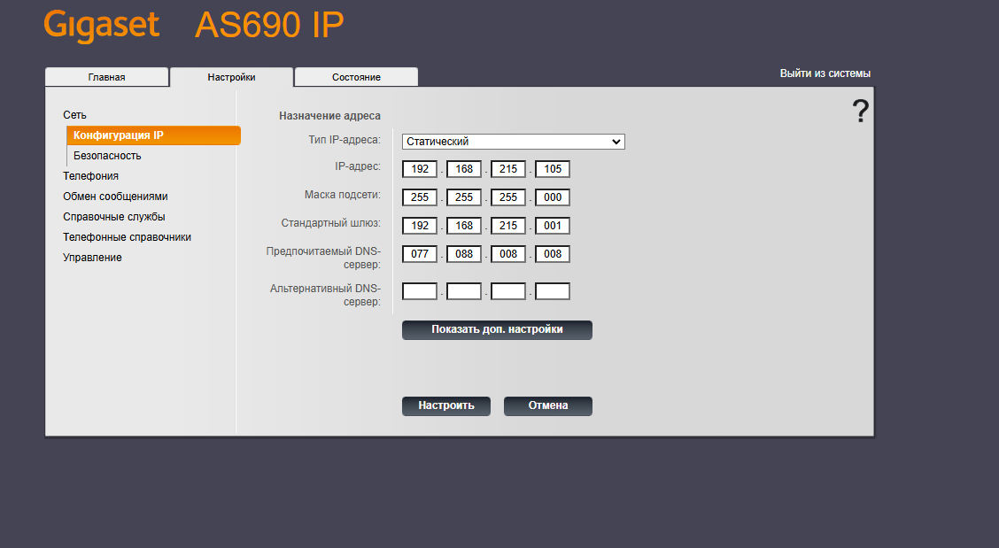 Gigaset AS690 IP
Главная Настройки Состояние Выйти из системы
Сеть
Конфигурация IP
Безопасность
Телефония
Обмен сообщениями
Справочные службы
Телефонные справочники
Управление
?
Назначение адреса
Тип IP-адреса: Статический
IP-адрес: 192 . 168 . 215 . 105
Маска подсети: 255 . 255 . 255 . 000
Стандартный шлюз: 192 . 168 . 215 . 001
Предпочитаемый DNS-
сервер: 077 . 088 . 008 . 008
Альтернативный DNS-
сервер: . . .
Показать доп. настройки
Настроить Отмена